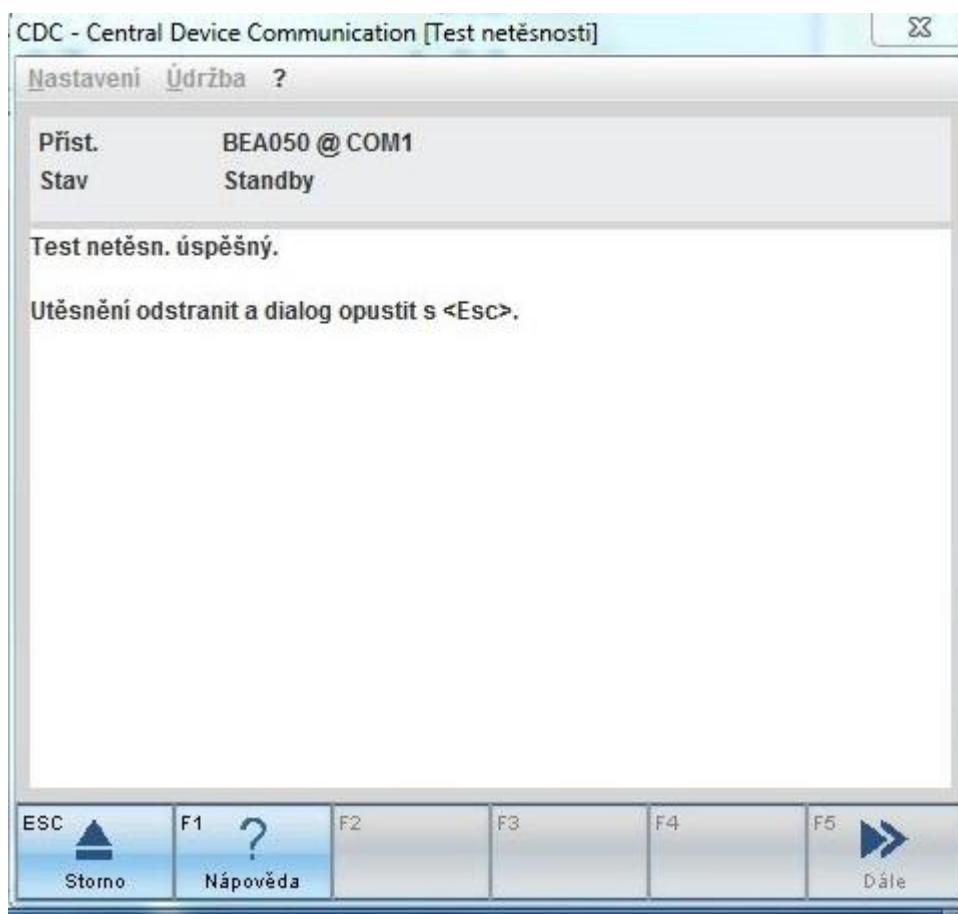 CDC - Central Device Communication [Test netěsnosti]
Nastavení Údržba ?
Příst. BEA050 @ COM1
Stav Standby
Test netěsn. úspěšný.
Utěsnění odstranit a dialog opustit s <Esc>.
ESC F1 F2 F3 F4 F5
Storno Nápověda Dále